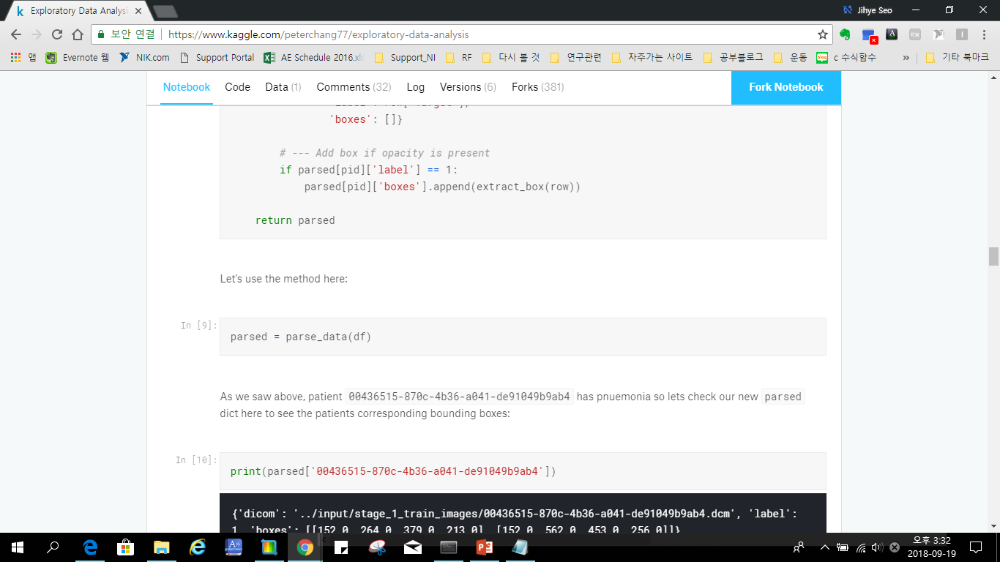 Exploratory Data Analysi
Jihye Seo
보안 연결
https://www.kaggle.com/peterchang77/exploratory-data-analysis
앱
Evernote 웹
NIK.com
Support Portal
AE Schedule 2016.xls
Support_NI
RF
다시 볼 것
연구관련
자주가는 사이트
공부블로그
운동
c 수식함수
»
기타 북마크
Notebook
Code
Data (1)
Comments (32)
Log
Versions (6)
Forks (381)
Fork Notebook
'boxes': []}
# --- Add box if opacity is present
if parsed[pid]['label'] == 1:
parsed[pid]['boxes'].append(extract_box(row))
return parsed
Let's use the method here:
In [9]:
parsed = parse_data(df)
As we saw above, patient 00436515-870c-4b36-a041-de91049b9ab4 has pnuemonia so lets check our new parsed
dict here to see the patients corresponding bounding boxes:
In [10]:
print(parsed['00436515-870c-4b36-a041-de91049b9ab4'])
{'dicom': '../input/stage_1_train_images/00436515-870c-4b36-a041-de91049b9ab4.dcm', 'label':
1, 'boxes': [[152.0, 264.0, 379.0, 213.0], [152.0, 562.0, 453.0, 256.0]]}
오후 3:32
2018-09-19